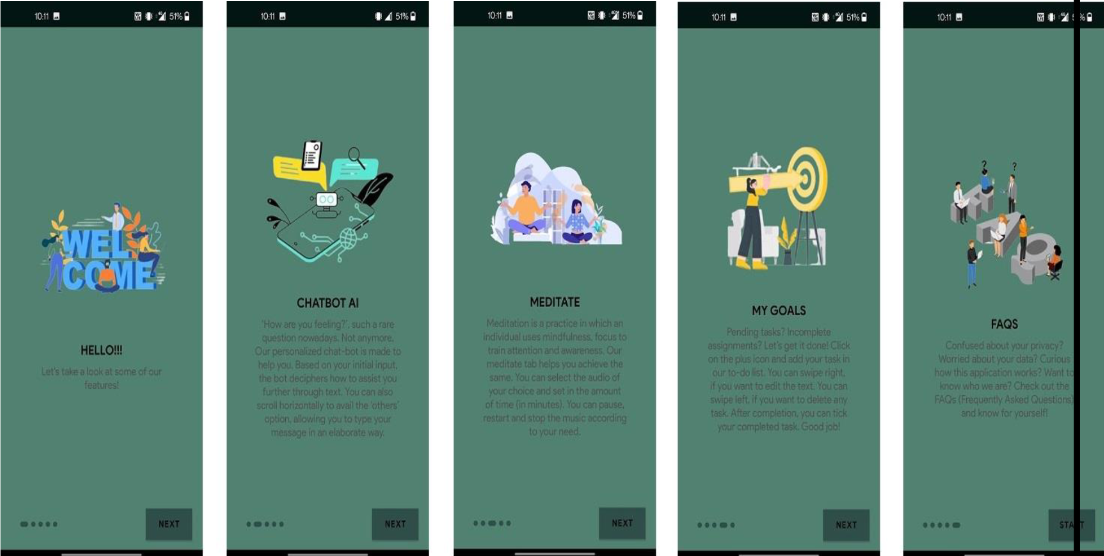 10:11
51%
WEL
COME
HELLO!!!
Let's take a look at some of our
features!
NEXT
10:11
51%
CHATBOT AI
'How are you feeling?', such a rare
question nowadays. Not anymore.
Our personalized chat-bot is made to
help you. Based on your initial input,
the bot deciphers how to assist you
further through text. You can also
scroll horizontally to avail the 'others'
option, allowing you to type your
message in an elaborate way.
NEXT
10:11
51%
MEDITATE
Meditation is a practice in which an
individual uses mindfulness, focus to
train attention and awareness. Our
meditate tab helps you achieve the
same. You can select the audio of
your choice and set in the amount
of time (in minutes). You can pause,
restart and stop the music according
to your need.
NEXT
10:11
51%
MY GOALS
Pending tasks? Incomplete
assignments? Let's get it done! Click
on the plus icon and add your task in
our to-do list. You can swipe right,
if you want to edit the text. You can
swipe left, if you want to delete any
task. After completion, you can tick
your completed task. Good job!
NEXT
10:11
? ?
FAQS
Confused about your privacy?
Worried about your data? Curious
how this application works? Want to
know who we are? Check out the
FAQs (Frequently Asked Questions)
and know for yourself!
START